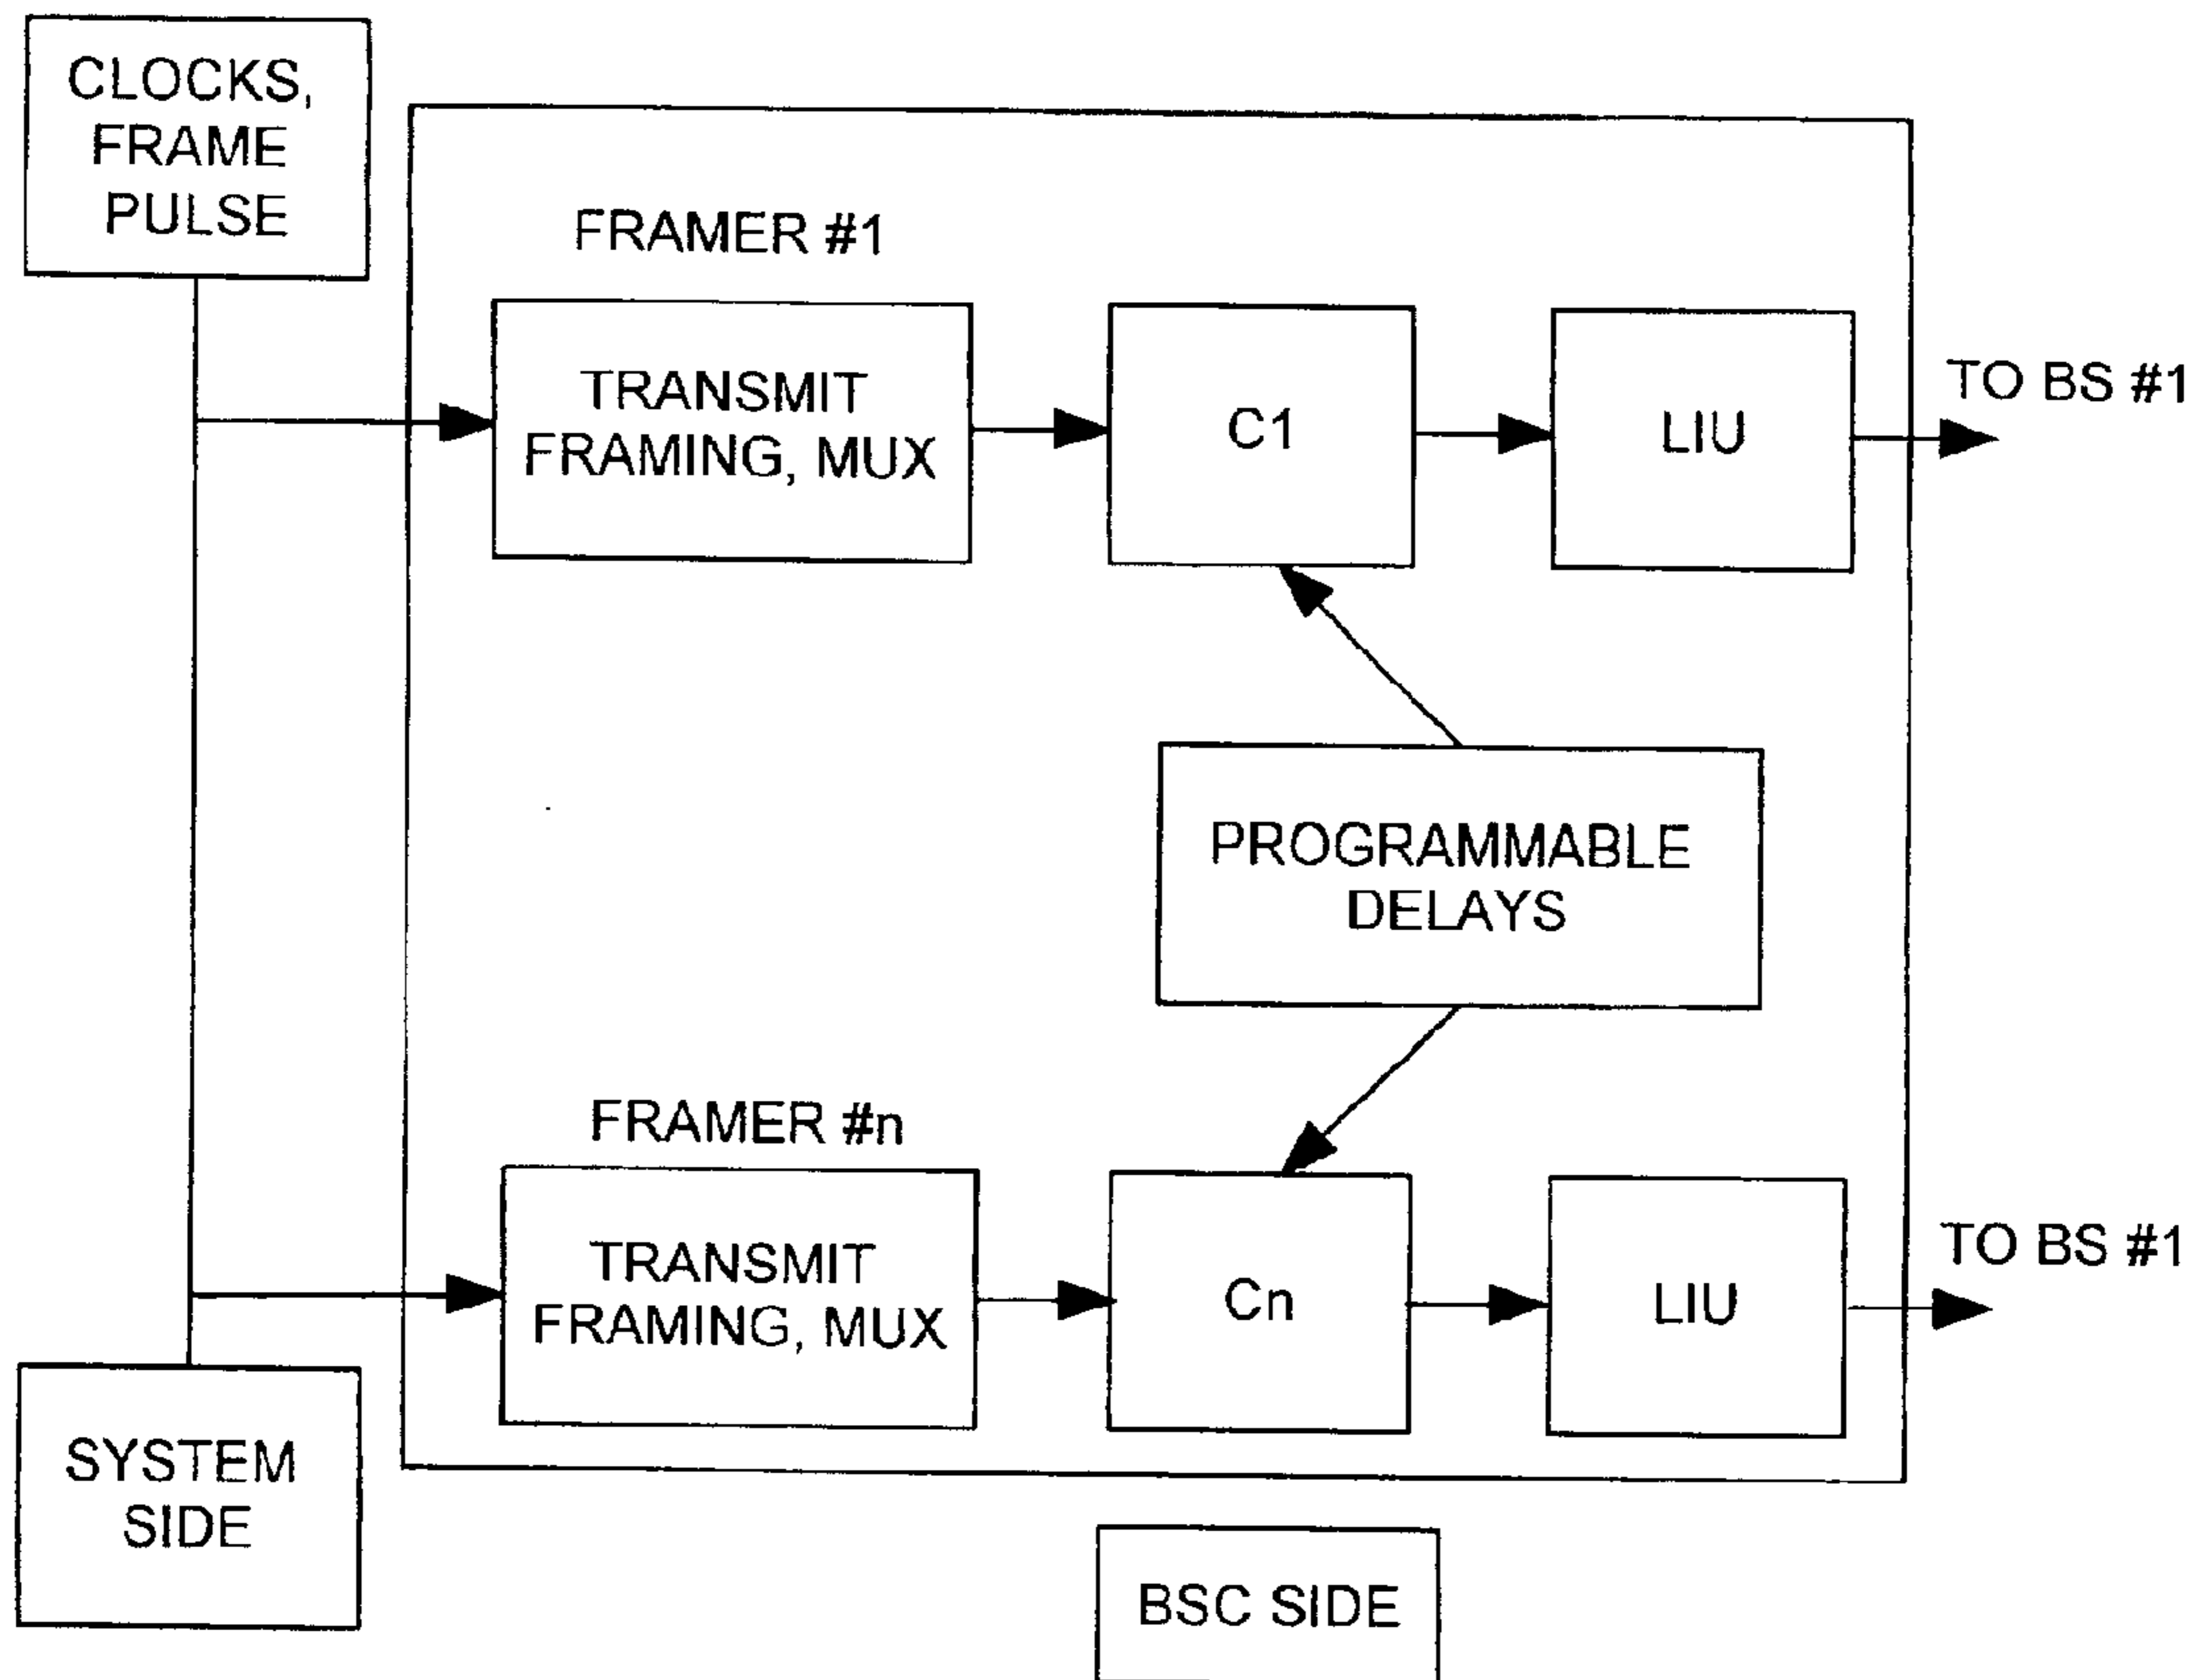 CLOCKS,
FRAME
PULSE
FRAMER #1
TRANSMIT
FRAMING, MUX
C1
LIU
TO BS #1
PROGRAMMABLE
DELAYS
FRAMER #n
TRANSMIT
FRAMING, MUX
Cn
LIU
TO BS #1
SYSTEM
SIDE
BSC SIDE